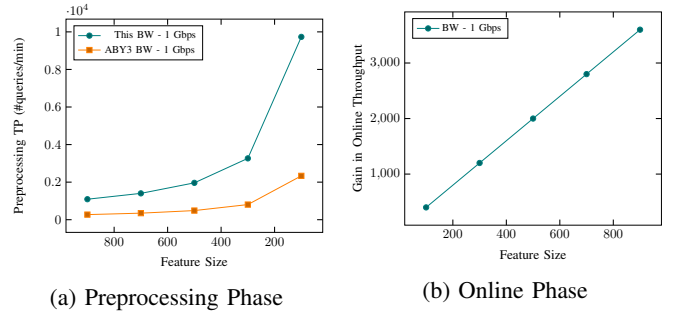 ·10⁴
This BW - 1 Gbps
ABY3 BW - 1 Gbps
Preprocessing TP (#queries/min)
1
0.8
0.6
0.4
0.2
0
800 600 400 200
Feature Size
(a) Preprocessing Phase
BW - 1 Gbps
Gain in Online Throughput
3,000
2,000
1,000
200 400 600 800
Feature Size
(b) Online Phase